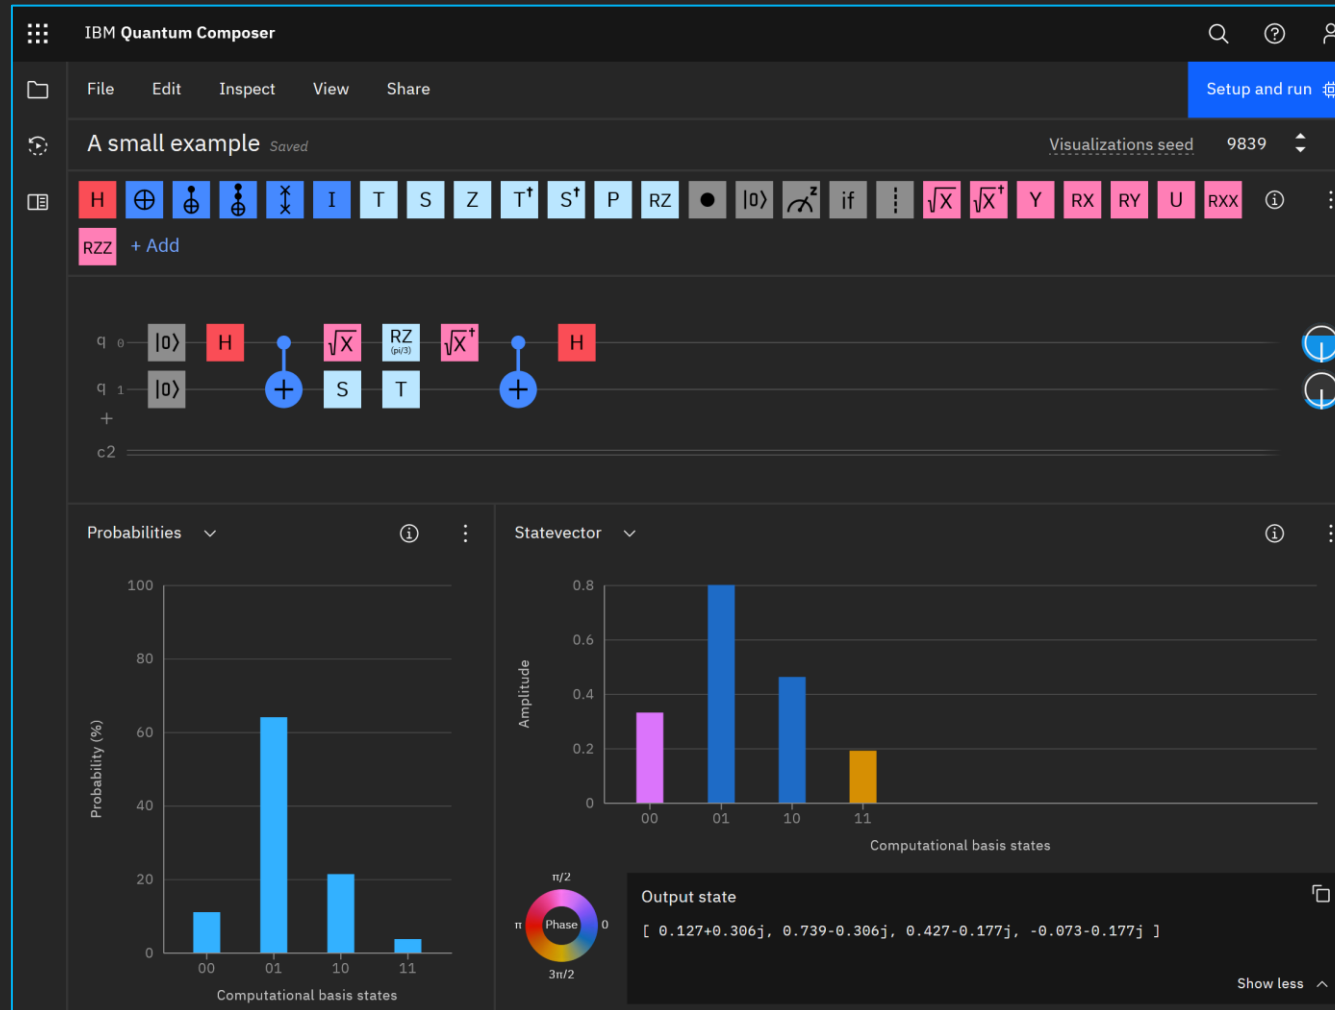 IBM Quantum Composer
File Edit Inspect View Share Setup and run
A small example Saved Visualizations seed 9839
H I T S Z T† S† P RZ |0⟩ z if √X √X† Y RX RY U RXX
RZZ + Add
q 0 |0⟩ H √X RZ (pi/3) √X† H
q 1 |0⟩ + S T +
+
c2
Probabilities
100
80
60
40
20
0
Probability (%)
00 01 10 11
Computational basis states
Statevector
0.8
0.6
0.4
0.2
0
Amplitude
00 01 10 11
Computational basis states
π/2
π Phase 0
3π/2
Output state
[ 0.127+0.306j, 0.739-0.306j, 0.427-0.177j, -0.073-0.177j ]
Show less